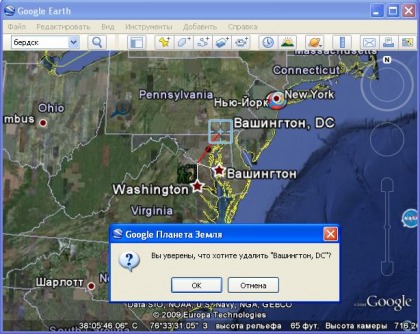 Google Earth
Файл Редактировать Вид Инструменты Добавить Справка
бердск
Massachusetts
Connecticut
N
Ohio
Pennsylvania
Нью-Йорк
New York
mbus
Вашингтон, DC
Washington
Вашингтон
Virginia
Google Планета Земля
Вы уверены, что хотите удалить "Вашингтон, DC"?
OK
Отмена
Шарлотт
Data SIO, NOAA, U.S. Navy, NGA, GEBCO
© 2009 Europa Technologies
Google
38°05'46.06" С 76°33'31.05" З высота рельефа 65 фут. Высота камеры 716